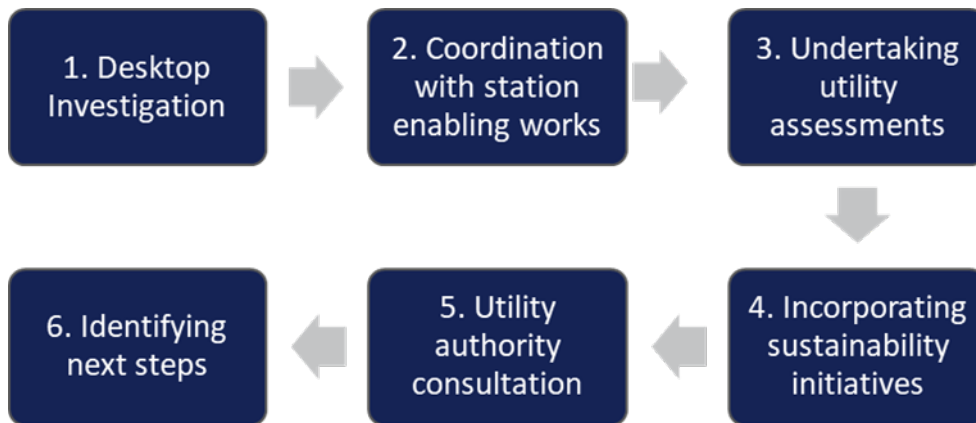 1. Desktop
Investigation
2. Coordination
with station
enabling works
3. Undertaking
utility
assessments
4. Incorporating
sustainability
initiatives
5. Utility
authority
consultation
6. Identifying
next steps